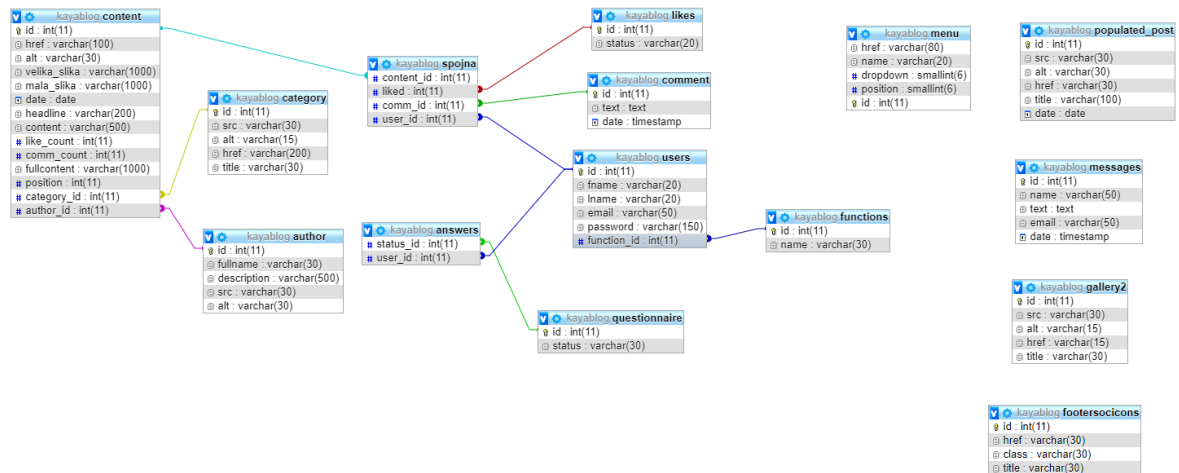 kayablog content
id : int(11)
href : varchar(100)
alt : varchar(30)
velika_slika : varchar(1000)
mala_slika : varchar(1000)
date : date
headline : varchar(200)
content : varchar(500)
like_count : int(11)
comm_count : int(11)
fullcontent : varchar(1000)
position : int(11)
category_id : int(11)
author_id : int(11)
kayablog category
id : int(11)
src : varchar(30)
alt : varchar(15)
href : varchar(200)
title : varchar(30)
kayablog author
id : int(11)
fullname : varchar(30)
description : varchar(500)
src : varchar(30)
alt : varchar(30)
kayablog spojna
content_id : int(11)
liked : int(11)
comm_id : int(11)
user_id : int(11)
kayablog answers
status_id : int(11)
user_id : int(11)
kayablog likes
id : int(11)
status : varchar(20)
kayablog comment
id : int(11)
text : text
date : timestamp
kayablog users
id : int(11)
fname : varchar(20)
lname : varchar(20)
email : varchar(50)
password : varchar(150)
function_id : int(11)
kayablog questionnaire
id : int(11)
status : varchar(30)
kayablog functions
id : int(11)
name : varchar(30)
kayablog menu
href : varchar(80)
name : varchar(20)
dropdown : smallint(6)
position : smallint(6)
id : int(11)
kayablog populated_post
id : int(11)
src : varchar(30)
alt : varchar(30)
href : varchar(30)
title : varchar(100)
date : date
kayablog messages
id : int(11)
name : varchar(50)
text : text
email : varchar(50)
date : timestamp
kayablog gallery2
id : int(11)
src : varchar(30)
alt : varchar(15)
href : varchar(15)
title : varchar(30)
kayablog footersocicons
id : int(11)
href : varchar(30)
class : varchar(30)
title : varchar(30)